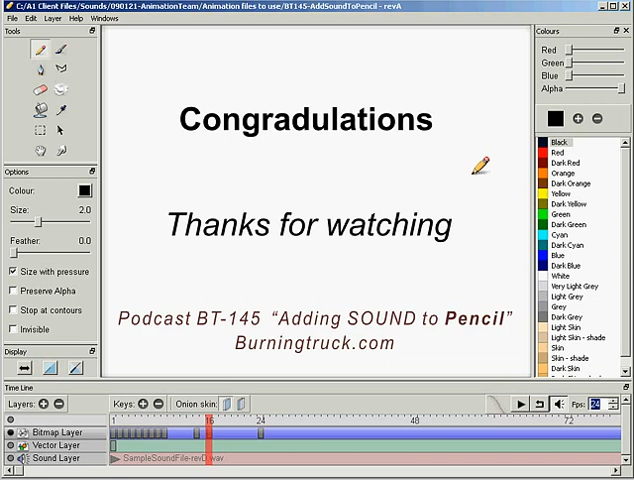 C:/A1 Client Files/Sounds/090121-AnimationTeam/Animation files to use/BT145-AddSoundToPencil - revA
File Edit Layer Help Windows
Tools
Colours
Red
Green
Blue
Alpha
Congradulations
Thanks for watching
Podcast BT-145 “Adding SOUND to Pencil”
Burningtruck.com
Options
Colour:
Size: 2.0
Feather: 0.0
Size with pressure
Preserve Alpha
Stop at contours
Invisible
Display
Black
Red
Dark Red
Orange
Dark Orange
Yellow
Dark Yellow
Green
Dark Green
Cyan
Dark Cyan
Blue
Dark Blue
White
Very Light Grey
Light Grey
Grey
Dark Grey
Light Skin
Light Skin - shade
Skin
Skin - shade
Dark Skin
Time Line
Layers: Keys: Onion skin: Fps: 24
1 16 24 48 72
Bitmap Layer
Vector Layer
Sound Layer SampleSoundFile-revD.wav